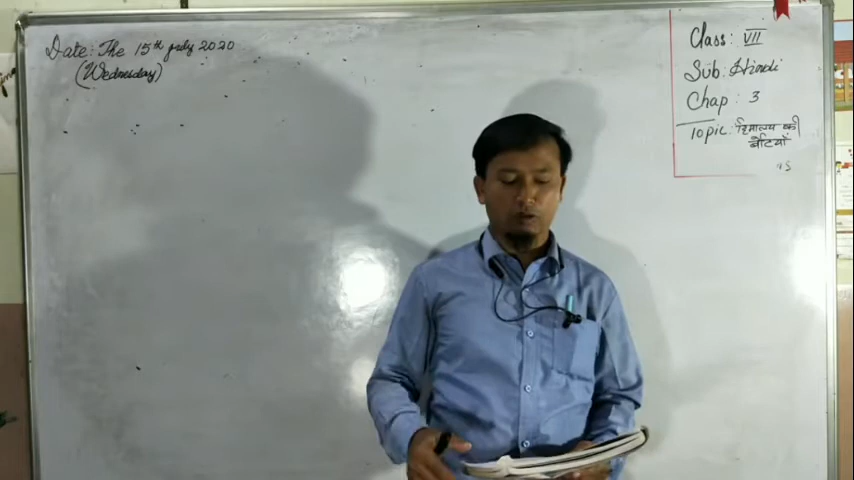 Date: The 15th july 2020
(Wednesday)
Class: VII
Sub: Hindi
Chap: 3
Topic: हिमालय की
बेटियाँ